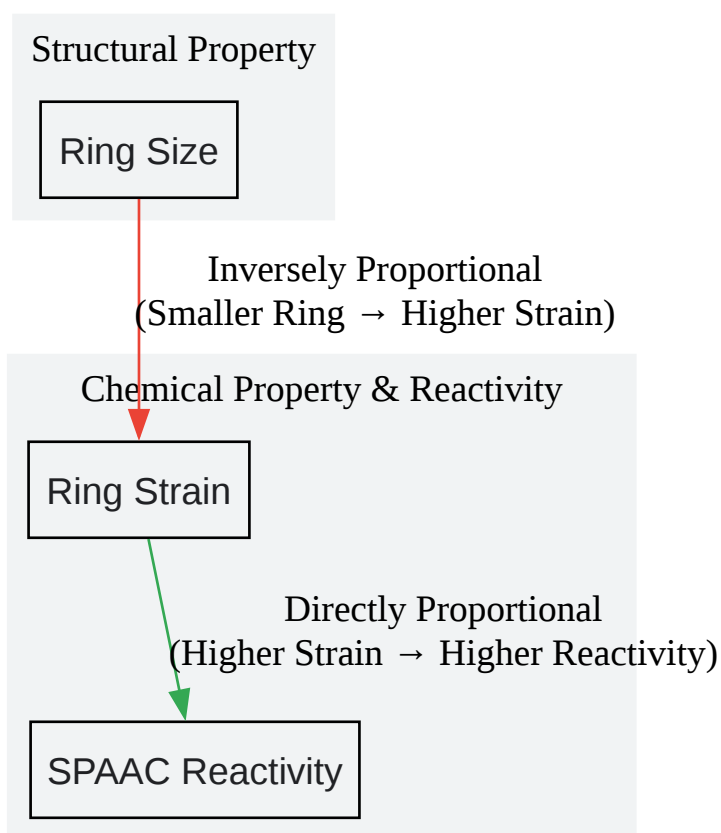 Structural Property
Ring Size
Inversely Proportional
(Smaller Ring → Higher Strain)
Chemical Property & Reactivity
Ring Strain
Directly Proportional
(Higher Strain → Higher Reactivity)
SPAAC Reactivity